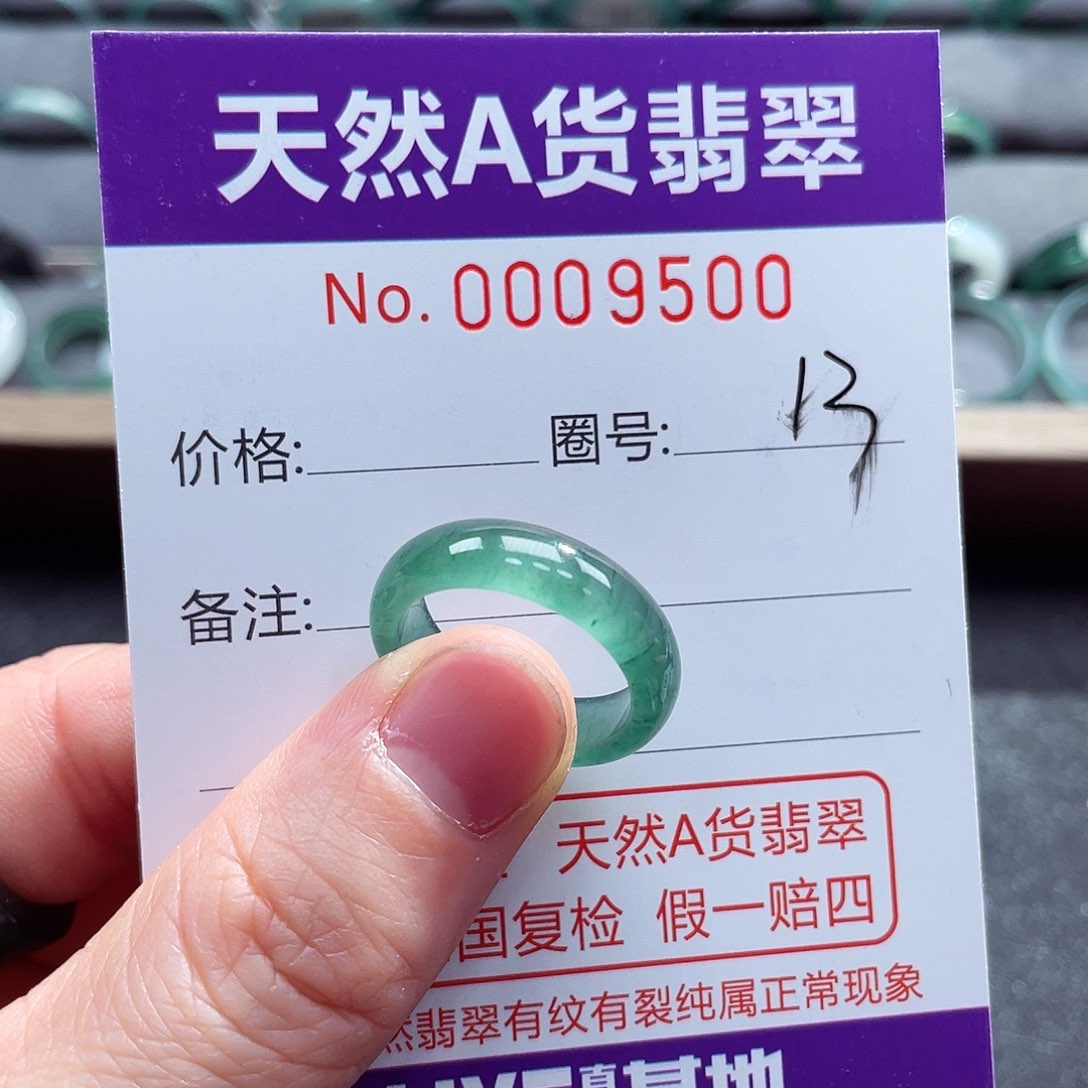 天然A货翡翠
No. 0009500
价格: 圈号: 13
备注:
天然A货翡翠
国复检 假一赔四
然翡翠有纹有裂纯属正常现象
基地